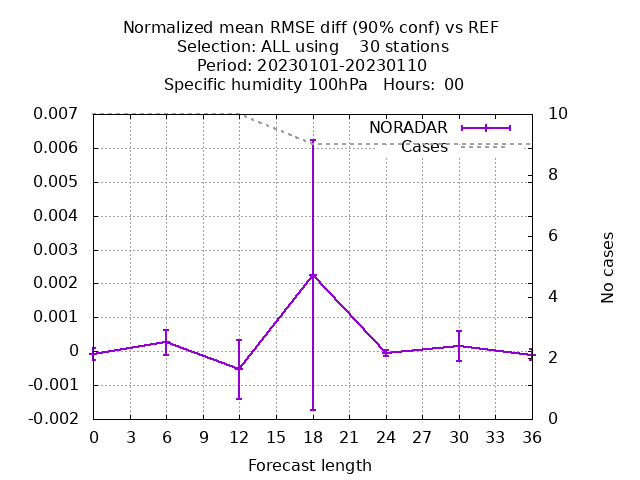 Normalized mean RMSE diff (90% conf) vs REF
Selection: ALL using    30 stations
Period: 20230101-20230110
Specific humidity 100hPa   Hours: 00
0.007
0.006
0.005
0.004
0.003
0.002
0.001
0
-0.001
-0.002
NORADAR
Cases
10
8
6
4
2
0
No cases
0 3 6 9 12 15 18 21 24 27 30 33 36
Forecast length